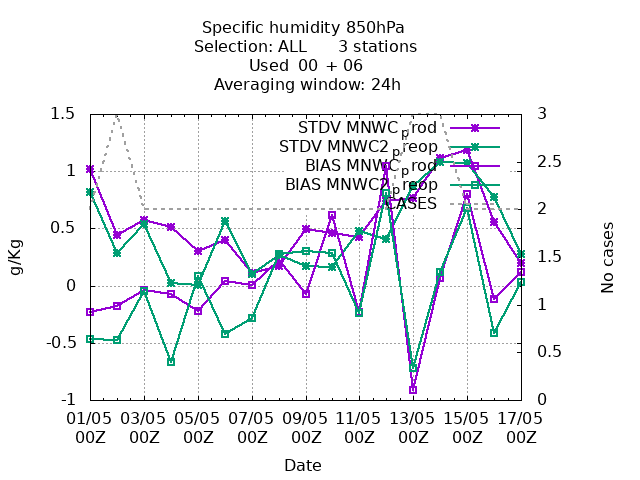 Specific humidity 850hPa
Selection: ALL 3 stations
Used 00 + 06
Averaging window: 24h
1.5
1
0.5
0
-0.5
-1
g/Kg
3
2.5
2
1.5
1
0.5
0
No cases
STDV MNWC_prod
STDV MNWC2_preop
BIAS MNWC_prod
BIAS MNWC2_preop
CASES
01/05 03/05 05/05 07/05 09/05 11/05 13/05 15/05 17/05
00Z 00Z 00Z 00Z 00Z 00Z 00Z 00Z 00Z
Date